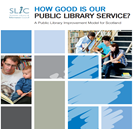 SLIC
HOW GOOD IS OUR
PUBLIC LIBRARY SERVICE?
A Public Library Improvement Model for Scotland